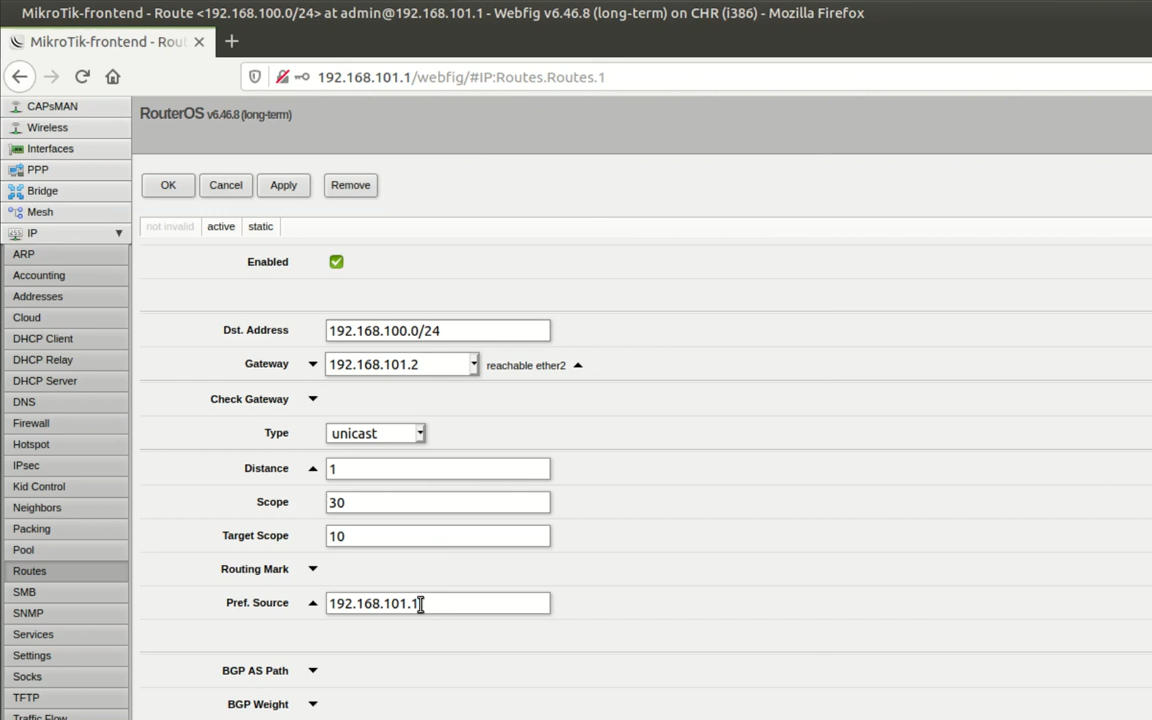 MikroTik-frontend - Route <192.168.100.0/24> at admin@192.168.101.1 - Webfig v6.46.8 (long-term) on CHR (i386) - Mozilla Firefox
MikroTik-frontend - Rout
192.168.101.1/webfig/#IP:Routes.Routes.1
CAPsMAN
Wireless
Interfaces
PPP
Bridge
Mesh
IP
ARP
Accounting
Addresses
Cloud
DHCP Client
DHCP Relay
DHCP Server
DNS
Firewall
Hotspot
IPsec
Kid Control
Neighbors
Packing
Pool
Routes
SMB
SNMP
Services
Settings
Socks
TFTP
Traffic Flow
RouterOS v6.46.8 (long-term)
OK Cancel Apply Remove
not invalid active static
Enabled
Dst. Address 192.168.100.0/24
Gateway 192.168.101.2 reachable ether2
Check Gateway
Type unicast
Distance 1
Scope 30
Target Scope 10
Routing Mark
Pref. Source 192.168.101.1
BGP AS Path
BGP Weight